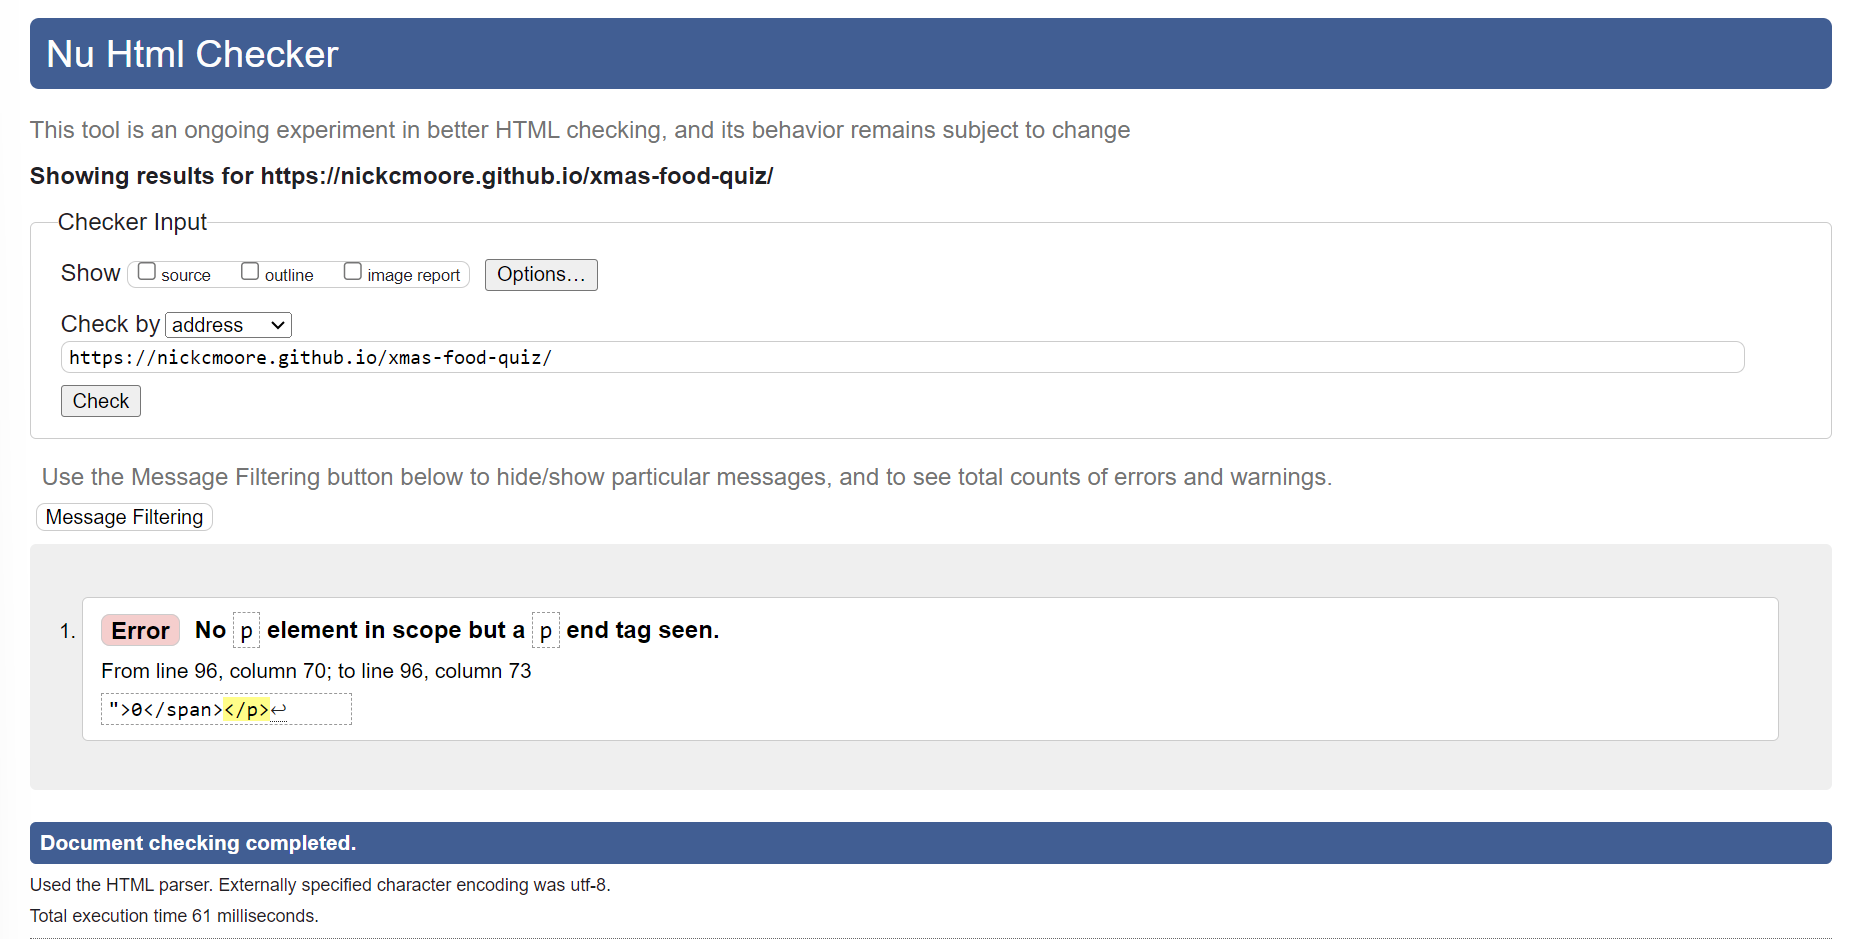 Nu Html Checker
This tool is an ongoing experiment in better HTML checking, and its behavior remains subject to change
Showing results for https://nickcmoore.github.io/xmas-food-quiz/
Checker Input
Show source outline image report Options...
Check by address
https://nickcmoore.github.io/xmas-food-quiz/
Check
Use the Message Filtering button below to hide/show particular messages, and to see total counts of errors and warnings.
Message Filtering
1. Error No p element in scope but a p end tag seen.
From line 96, column 70; to line 96, column 73
">0</span></p>↩
Document checking completed.
Used the HTML parser. Externally specified character encoding was utf-8.
Total execution time 61 milliseconds.